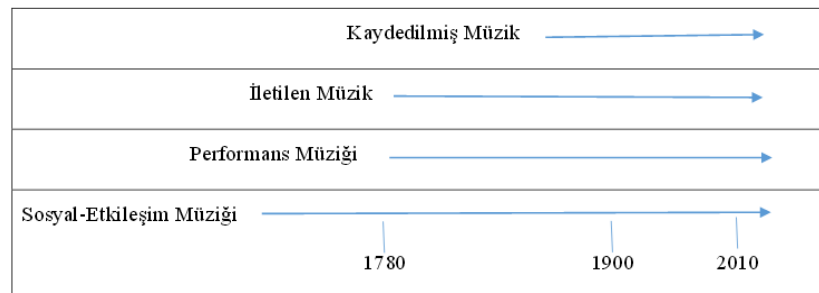 Kaydedilmiş Müzik
İletilen Müzik
Performans Müziği
Sosyal-Etkileşim Müziği
1780 1900 2010